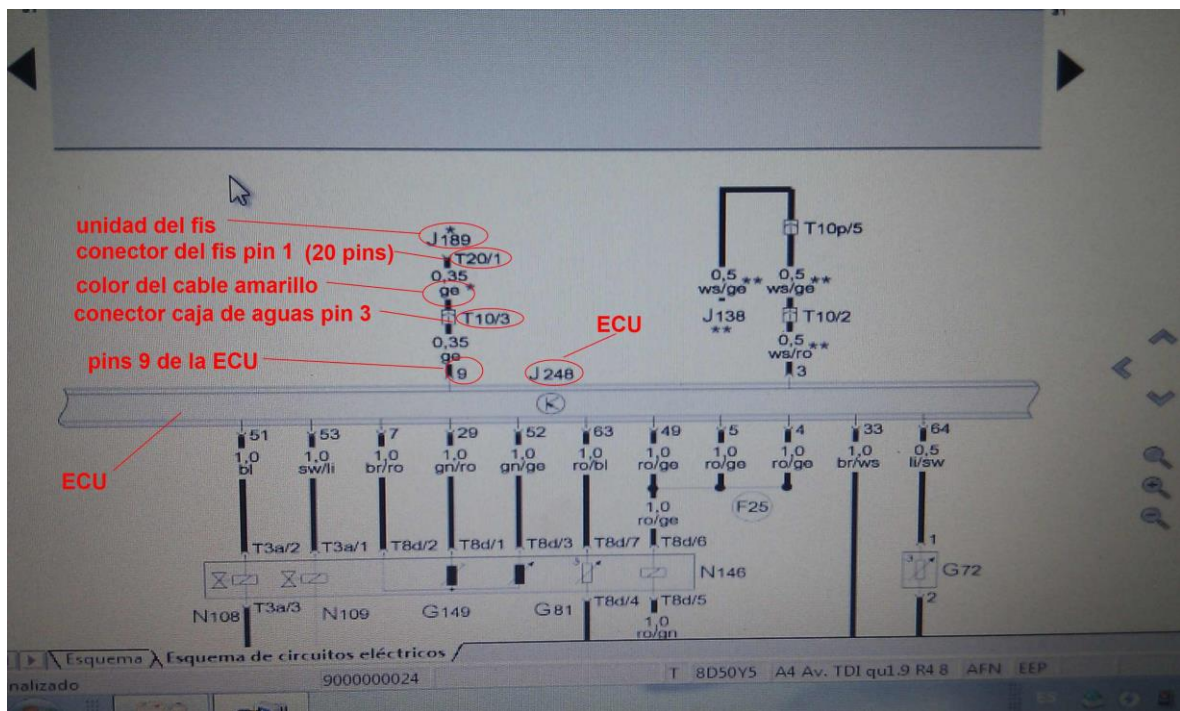 31
31
unidad del fis
J189
*
conector del fis pin 1 (20 pins)
T20/1
0,35
color del cable amarillo
ge *
conector caja de aguas pin 3
T10/3
0,35
ge
pins 9 de la ECU
9
ECU
J248
T10p/5
0,5 ** 0,5 **
ws/ge ws/ge
J138
**
T10/2
0,5 **
ws/ro
3
K
ECU
51 53 7 29 52 63 49 5 4 33 64
1,0 1,0 1,0 1,0 1,0 1,0 1,0 1,0 1,0 1,0 0,5
bl sw/li br/ro gn/ro gn/ge ro/bl ro/ge ro/ge ro/ge br/ws li/sw
F25
1,0
ro/ge
T3a/2 T3a/1 T8d/2 T8d/1 T8d/3 T8d/7 T8d/6
1
N146
G72
N108 T3a/3 N109 G149 G81 T8d/4 T8d/5
2
1,0
ro/gn
Esquema Esquema de circuitos eléctricos
nalizado 9000000024 T 8D50Y5 A4 Av. TDI qu1.9 R4 8 AFN EEP